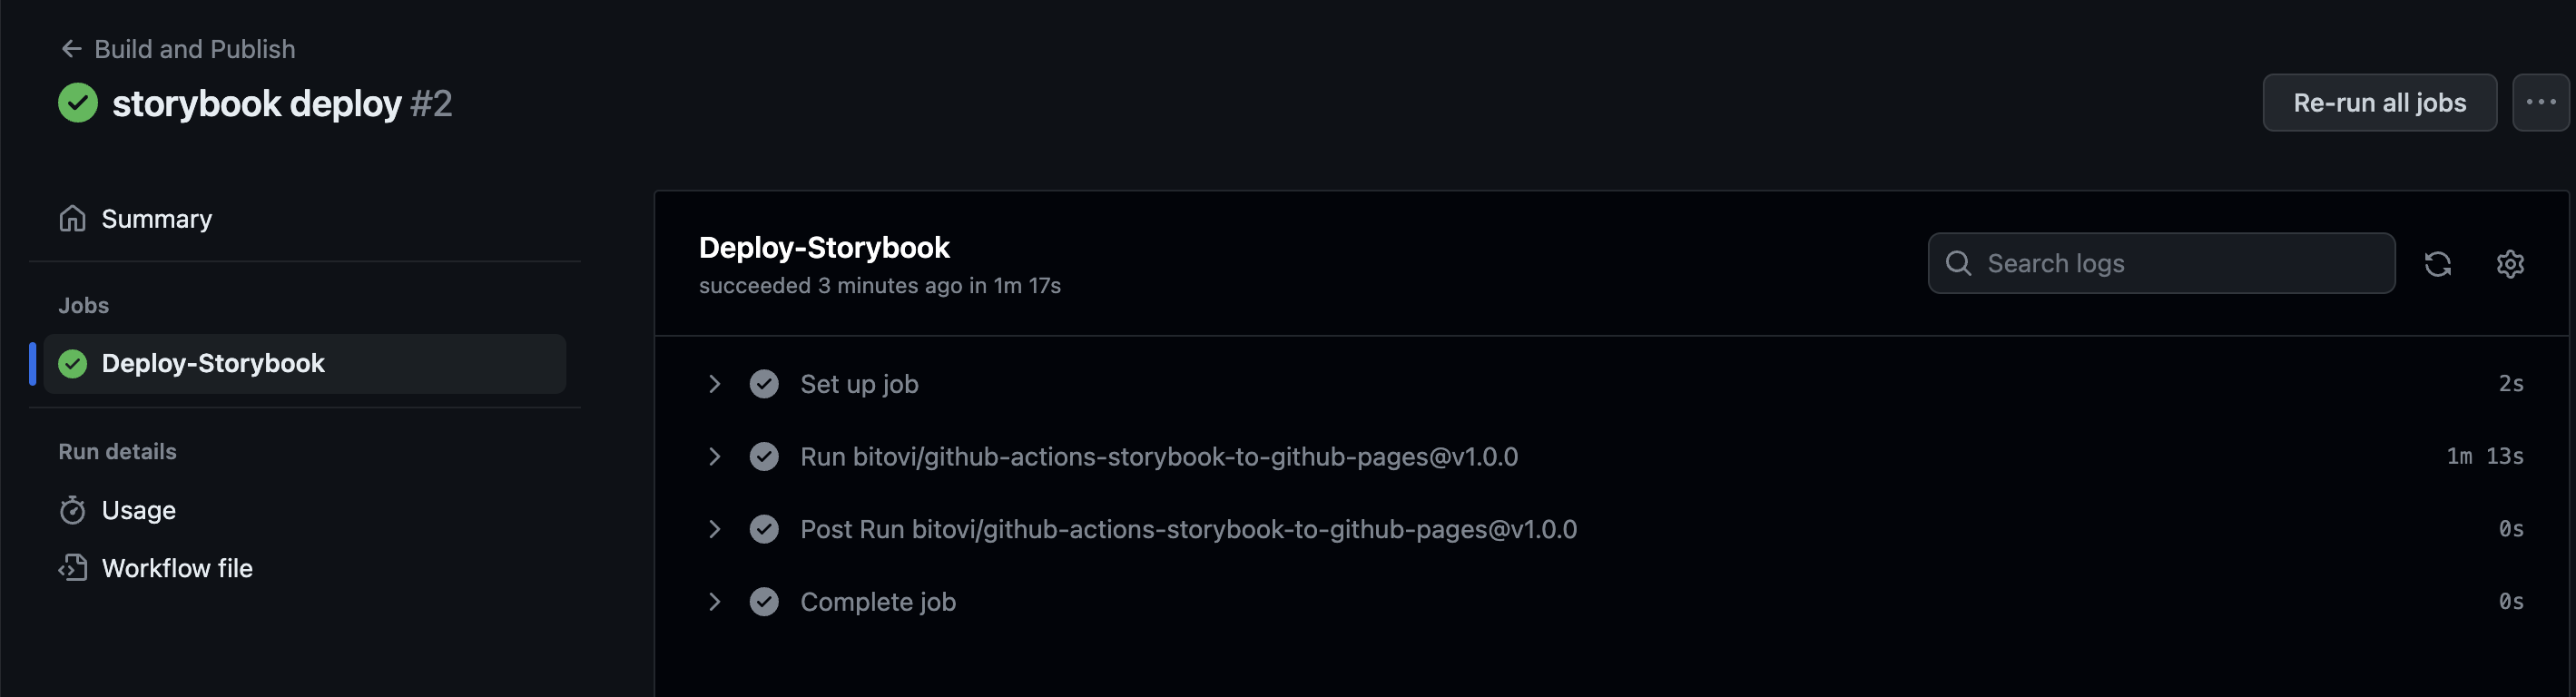 Build and Publish
storybook deploy #2
Re-run all jobs
Summary
Jobs
Deploy-Storybook
Run details
Usage
Workflow file
Deploy-Storybook
succeeded 3 minutes ago in 1m 17s
Search logs
Set up job 2s
Run bitovi/github-actions-storybook-to-github-pages@v1.0.0 1m 13s
Post Run bitovi/github-actions-storybook-to-github-pages@v1.0.0 0s
Complete job 0s